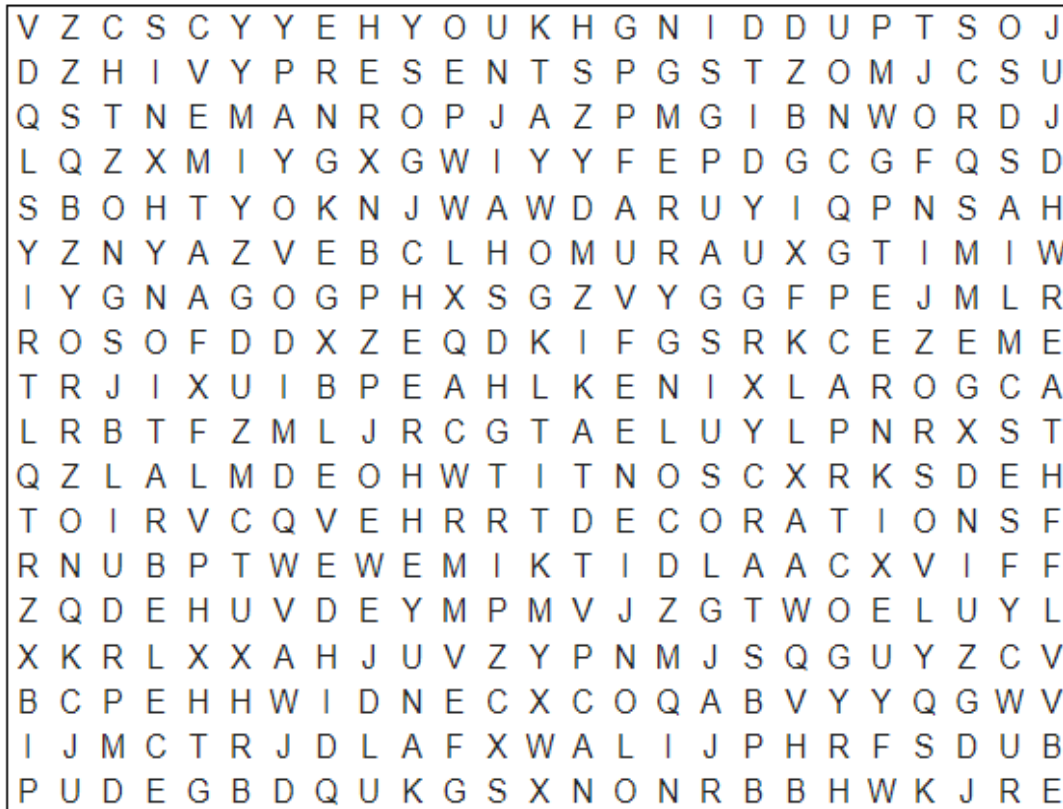 V Z C S C Y Y E H Y O U K H G N I D D U P T S O J
D Z H I V Y P R E S E N T S P G S T Z O M J C S U
Q S T N E M A N R O P J A Z P M G I B N W O R D J
L Q Z X M I Y G X G W I Y Y F E P D G C G F Q S D
S B O H T Y O K N J W A W D A R U Y I Q P N S A H
Y Z N Y A Z V E B C L H O M U R A U X G T I M I W
I Y G N A G O G P H X S G Z V Y G G F P E J M L R
R O S O F D D X Z E Q D K I F G S R K C E Z E M E
T R J I X U I B P E A H L K E N I X L A R O G C A
L R B T F Z M L J R C G T A E L U Y L P N R X S T
Q Z L A L M D E O H W T I T N O S C X R K S D E H
T O I R V C Q V E H R R T D E C O R A T I O N S F
R N U B P T W E W E M I K T I D L A A C X V I F F
Z Q D E H U V D E Y M P M V J Z G T W O E L U Y L
X K R L X X A H J U V Z Y P N M J S Q G U Y Z C V
B C P E H H W I D N E C X C O Q A B V Y Y Q G W V
I J M C T R J D L A F X W A L I J P H R F S D U B
P U D E G B D Q U K G S X N O N R B B H W K J R E